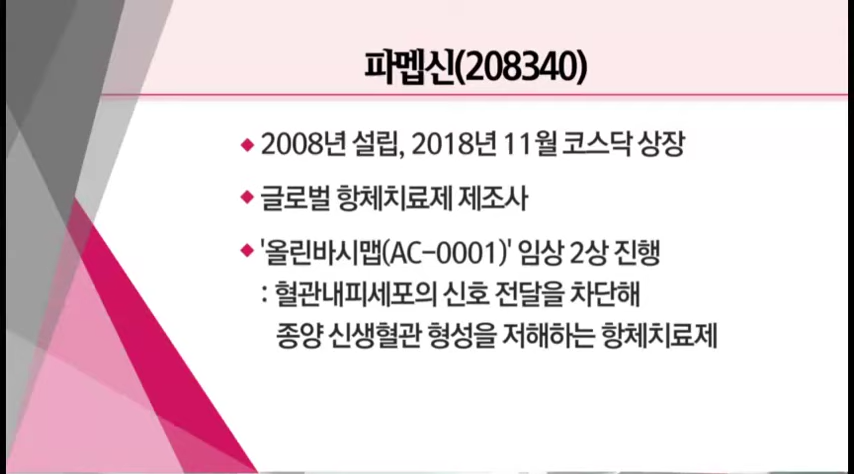 파멥신(208340)
◆ 2008년 설립, 2018년 11월 코스닥 상장
◆ 글로벌 항체치료제 제조사
◆ '올린바시맵(AC-0001)' 임상 2상 진행
: 혈관내피세포의 신호 전달을 차단해
종양 신생혈관 형성을 저해하는 항체치료제